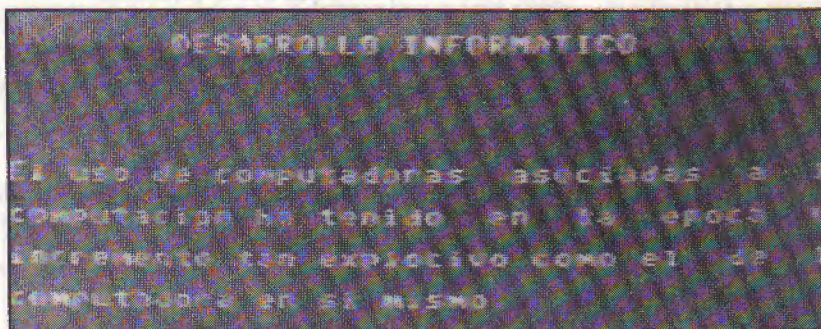 DESARROLLO INFORMATICO
El uso de computadoras asociadas a
computacion ha tenido en la epoca
incremento tan explosivo como el de
computadora en si mismo